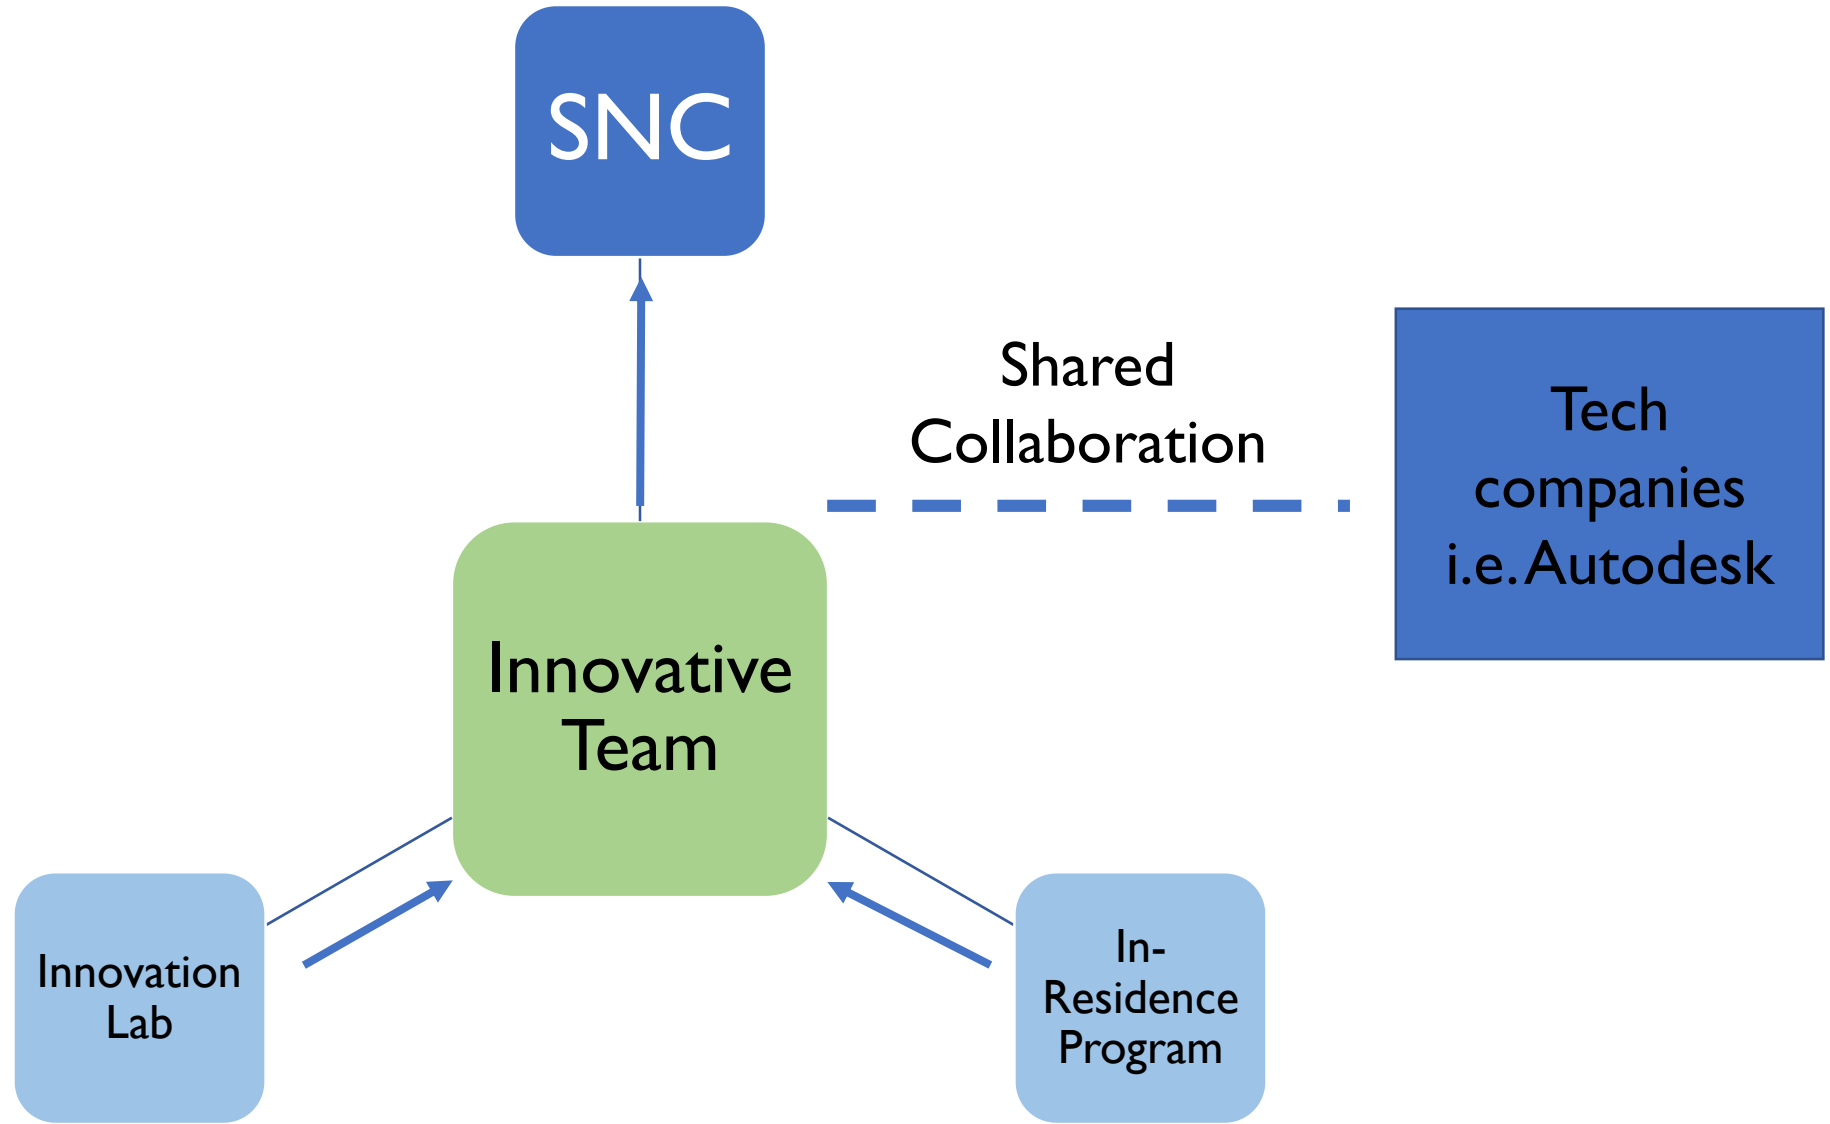 SNC
Shared
Collaboration
Tech
companies
i.e. Autodesk
Innovative
Team
Innovation
Lab
In-
Residence
Program